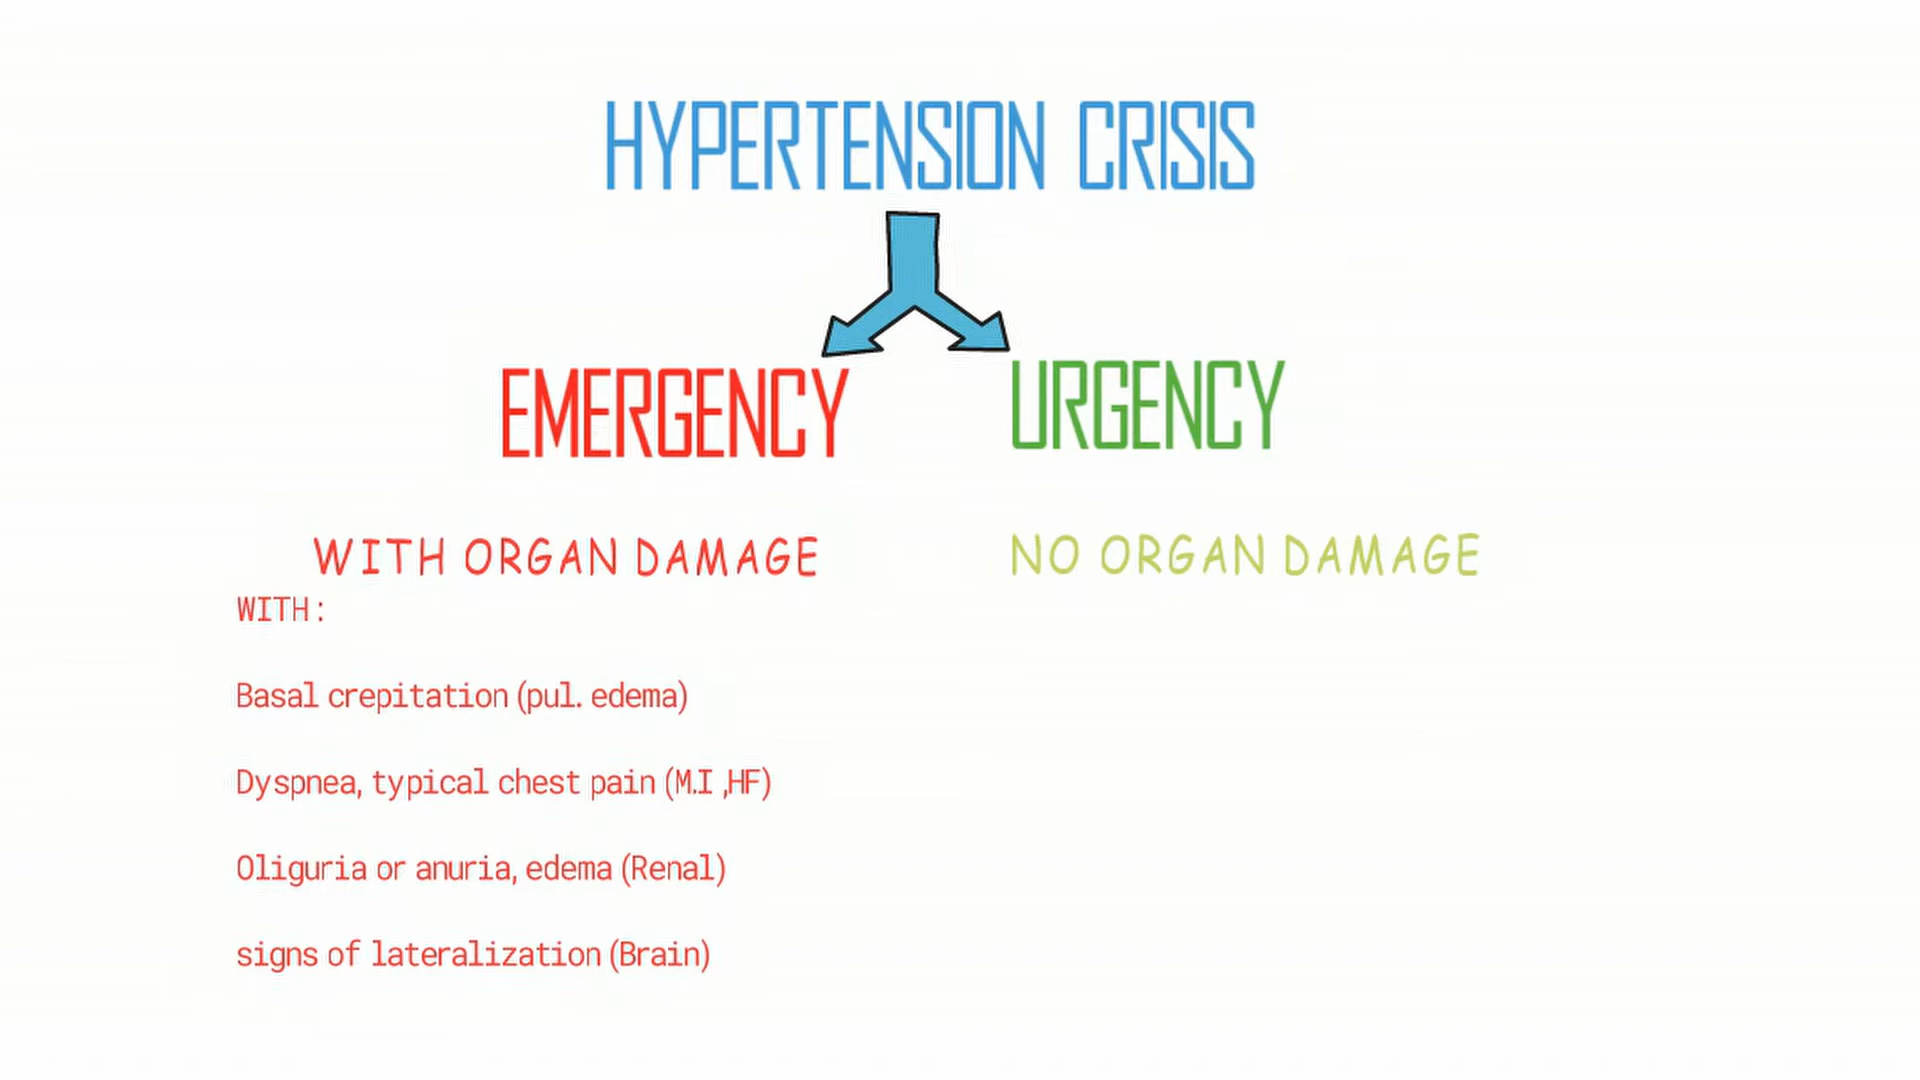 HYPERTENSION CRISIS
EMERGENCY
URGENCY
WITH ORGAN DAMAGE
NO ORGAN DAMAGE
WITH:
Basal crepitation (pul. edema)
Dyspnea, typical chest pain (M.I ,HF)
Oliguria or anuria, edema (Renal)
signs of lateralization (Brain)